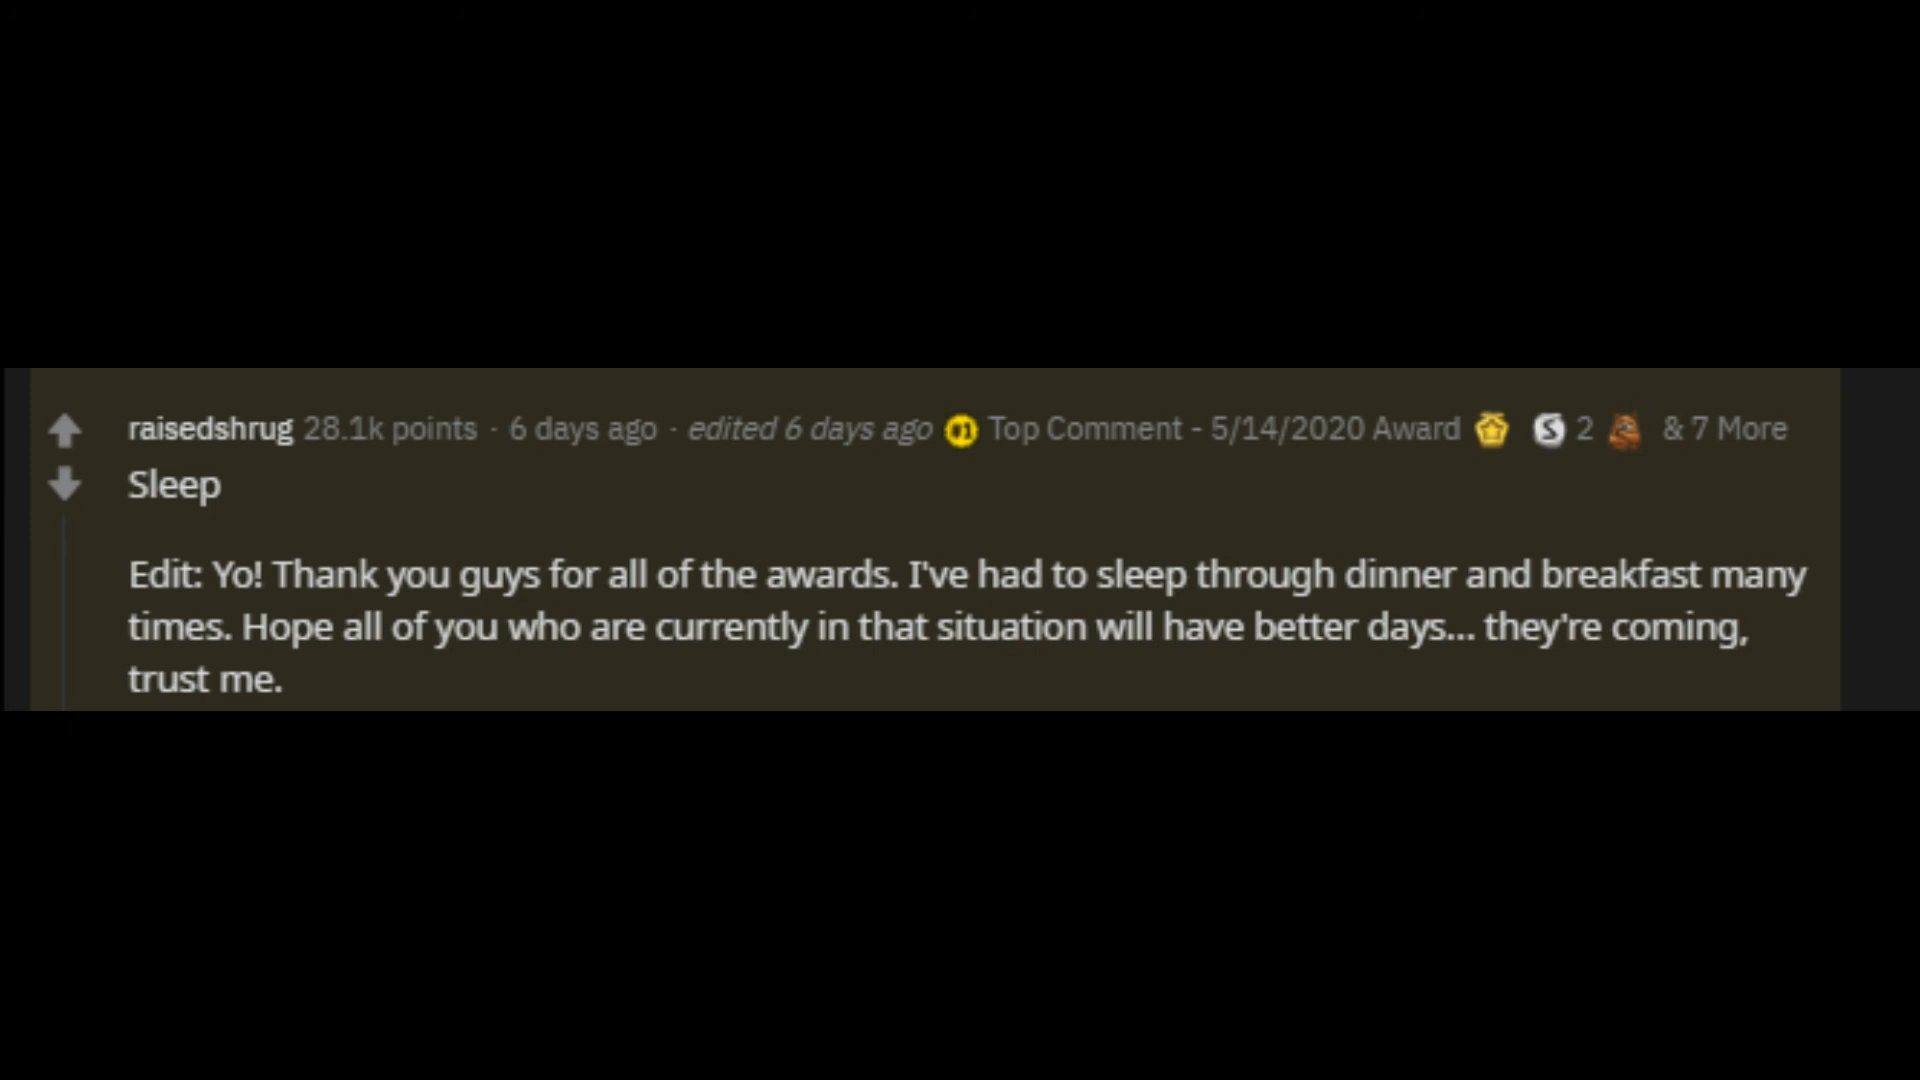 raisedshrug 28.1k points · 6 days ago · edited 6 days ago 01 Top Comment - 5/14/2020 Award S 2 & 7 More
Sleep
Edit: Yo! Thank you guys for all of the awards. I've had to sleep through dinner and breakfast many
times. Hope all of you who are currently in that situation will have better days... they're coming,
trust me.